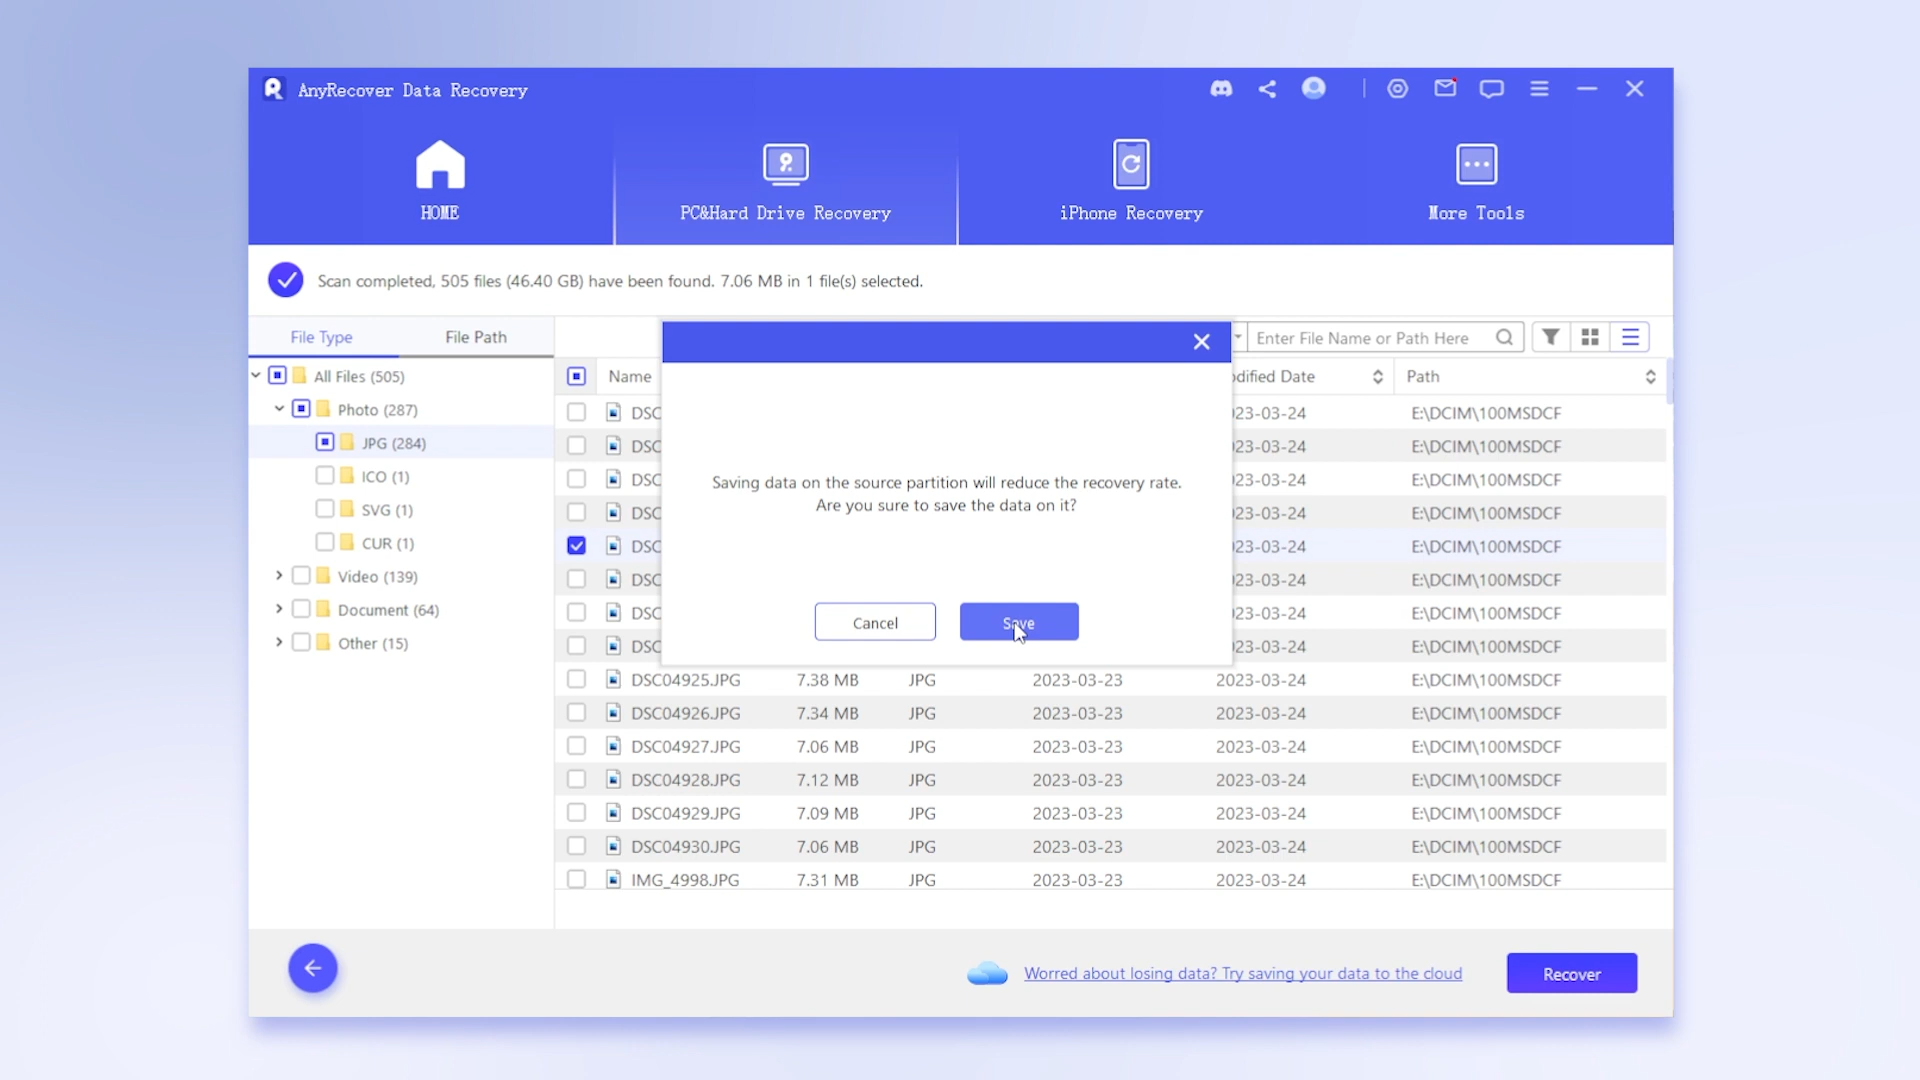 AnyRecover Data Recovery
HOME
PC&Hard Drive Recovery
iPhone Recovery
More Tools
Scan completed, 505 files (46.40 GB) have been found. 7.06 MB in 1 file(s) selected.
File Type
File Path
Enter File Name or Path Here
All Files (505)
Photo (287)
JPG (284)
ICO (1)
SVG (1)
CUR (1)
Video (139)
Document (64)
Other (15)
Name
Date
Path
DSC 23-03-24 E:\DCIM\100MSDCF
DSC 23-03-24 E:\DCIM\100MSDCF
DSC 23-03-24 E:\DCIM\100MSDCF
DSC 23-03-24 E:\DCIM\100MSDCF
DSC 23-03-24 E:\DCIM\100MSDCF
DSC 23-03-24 E:\DCIM\100MSDCF
DSC 23-03-24 E:\DCIM\100MSDCF
DSC 23-03-24 E:\DCIM\100MSDCF
Saving data on the source partition will reduce the recovery rate.
Are you sure to save the data on it?
Cancel
Save
DSC04925.JPG 7.38 MB JPG 2023-03-23 2023-03-24 E:\DCIM\100MSDCF
DSC04926.JPG 7.34 MB JPG 2023-03-23 2023-03-24 E:\DCIM\100MSDCF
DSC04927.JPG 7.06 MB JPG 2023-03-23 2023-03-24 E:\DCIM\100MSDCF
DSC04928.JPG 7.12 MB JPG 2023-03-23 2023-03-24 E:\DCIM\100MSDCF
DSC04929.JPG 7.09 MB JPG 2023-03-23 2023-03-24 E:\DCIM\100MSDCF
DSC04930.JPG 7.06 MB JPG 2023-03-23 2023-03-24 E:\DCIM\100MSDCF
IMG_4998.JPG 7.31 MB JPG 2023-03-23 2023-03-24 E:\DCIM\100MSDCF
Worred about losing data? Try saving your data to the cloud
Recover